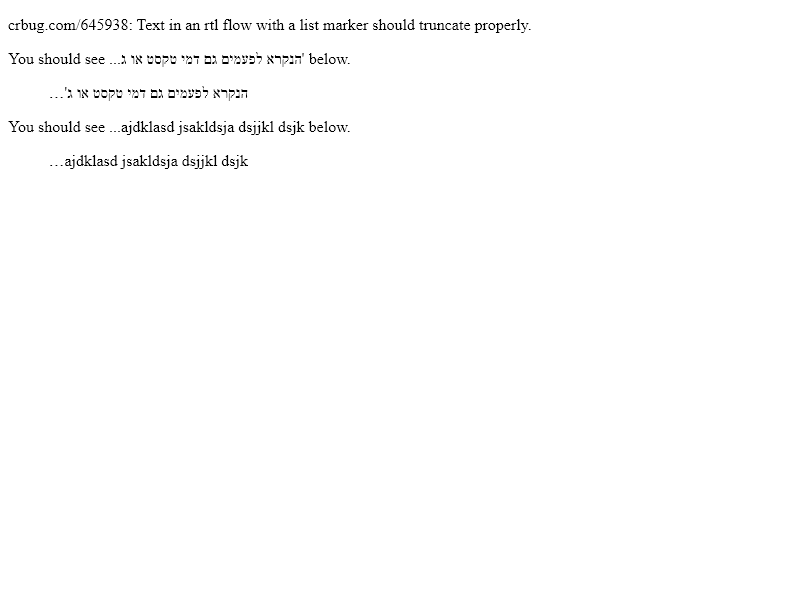 crbug.com/645938: Text in an rtl flow with a list marker should truncate properly.
You should see ...הנקרא לפעמים גם דמי טקסט או ג' below.
הנקרא לפעמים גם דמי טקסט או ג'…
You should see ...ajdklasd jsakldsja dsjjkl dsjk below.
…ajdklasd jsakldsja dsjjkl dsjk